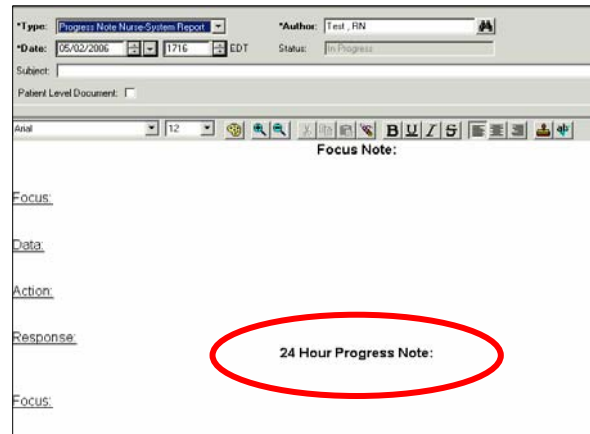 *Type: Progress Note Nurse-System Report *Author: Test , RN
*Date: 05/02/2006 1716 EDT Status: In Progress
Subject:
Patient Level Document:
Arial 12 B U I S
Focus Note:
Focus:
Data:
Action:
Response:
24 Hour Progress Note:
Focus: